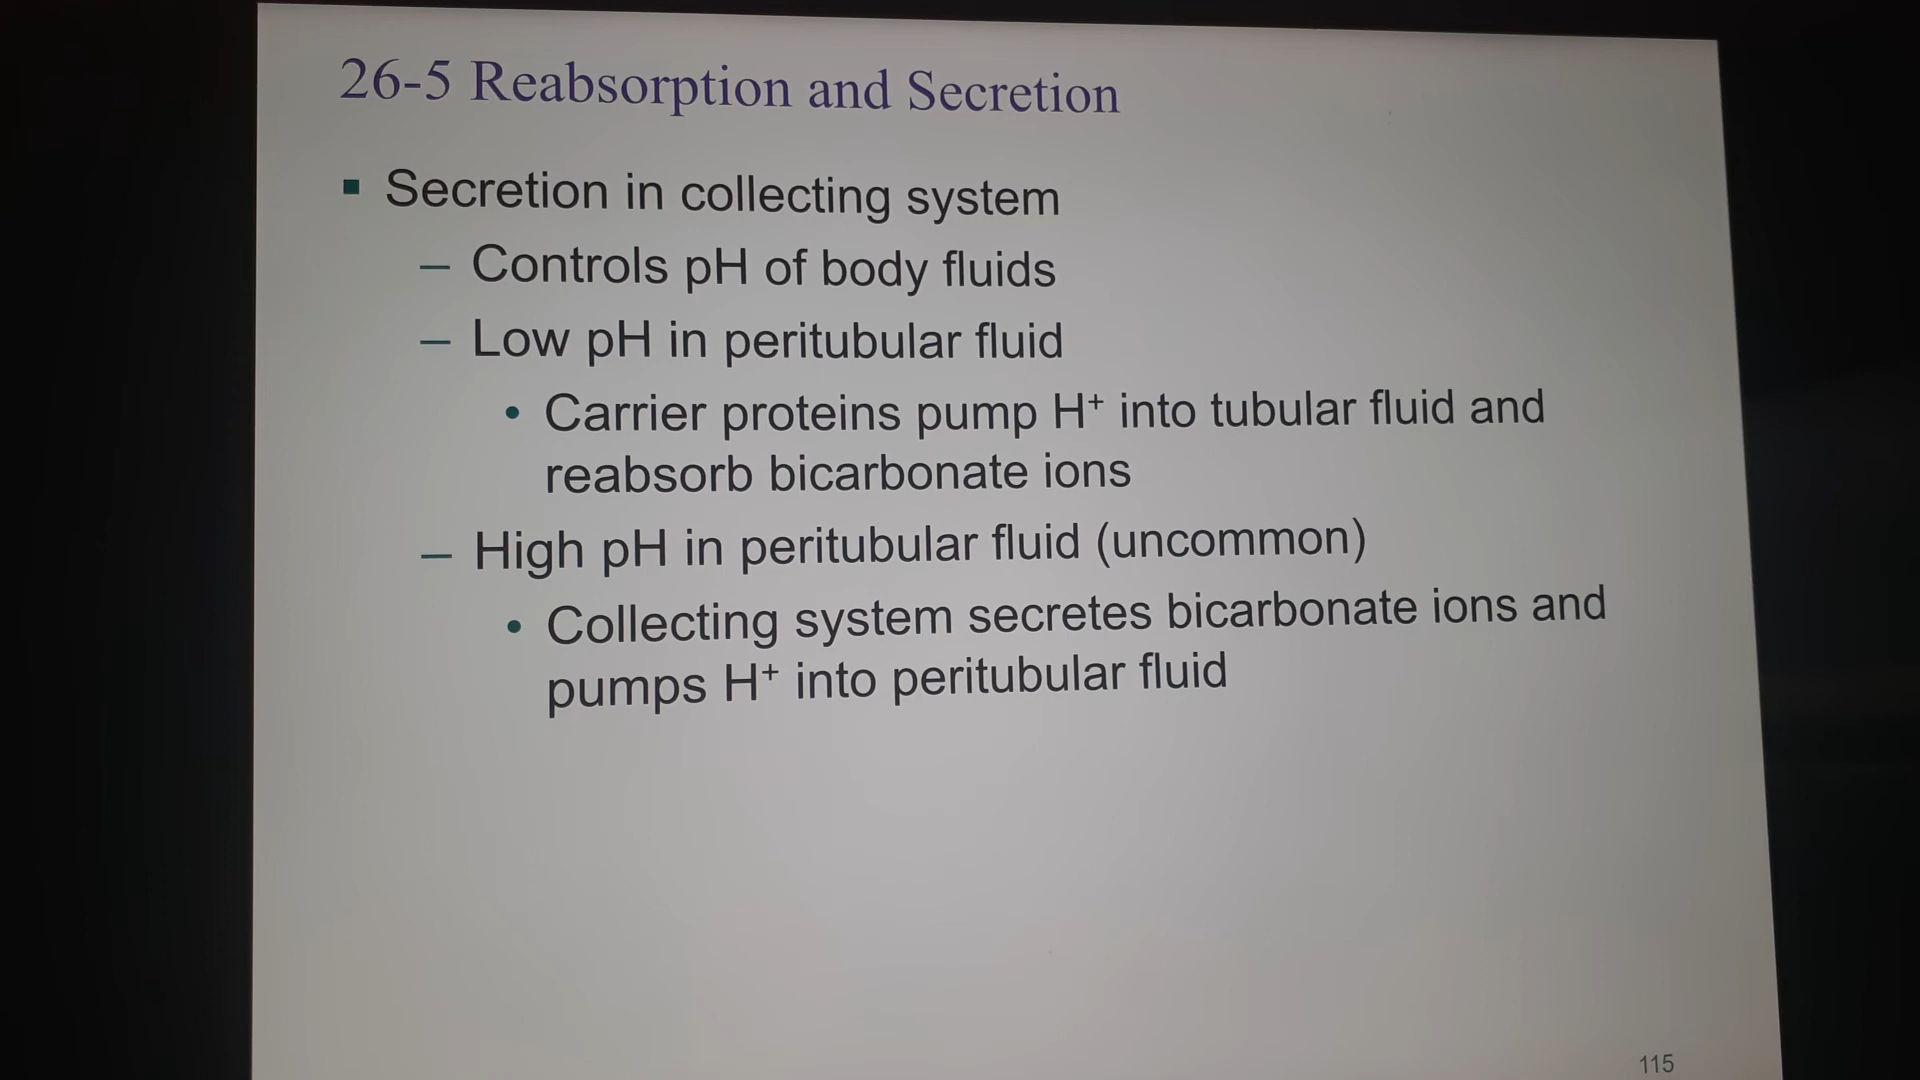 26-5 Reabsorption and Secretion
▪ Secretion in collecting system
– Controls pH of body fluids
– Low pH in peritubular fluid
• Carrier proteins pump H⁺ into tubular fluid and
reabsorb bicarbonate ions
– High pH in peritubular fluid (uncommon)
• Collecting system secretes bicarbonate ions and
pumps H⁺ into peritubular fluid
115